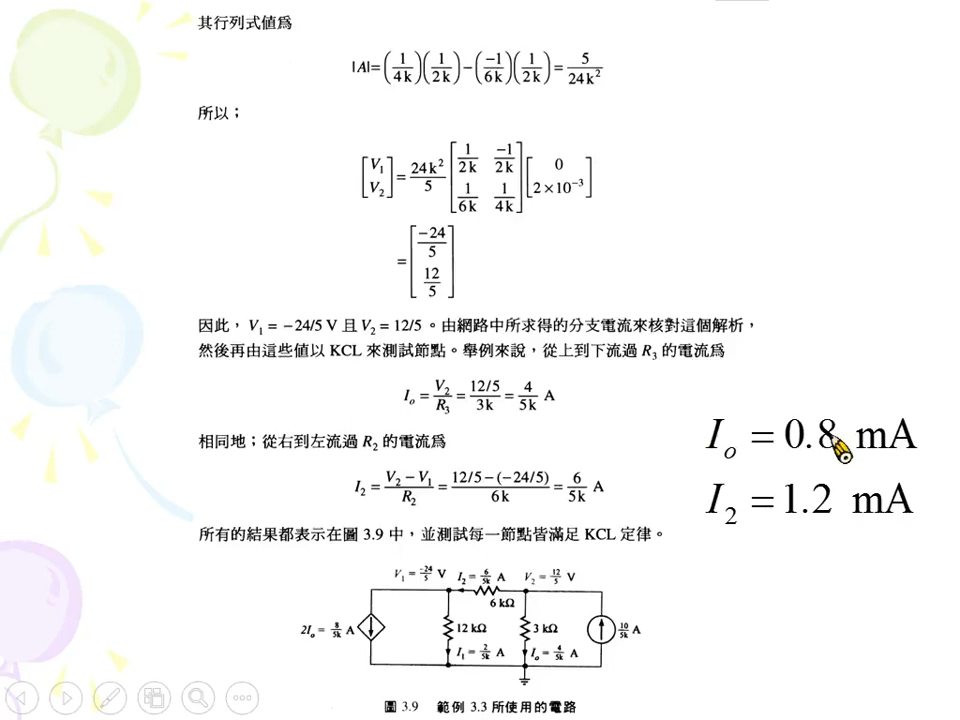 其行列式值爲
|A|=(1/4k)(1/2k)-(-1/6k)(1/2k)=5/24k²
所以；
[V₁ V₂]=24k²/5[1/2k -1/2k 1/6k 1/4k][0 2×10⁻³]
=[-24/5 12/5]
因此，V₁ = −24/5 V 且 V₂ = 12/5。由網路中所求得的分支電流來核對這個解析，
然後再由這些值以 KCL 來測試節點。舉例來說，從上到下流過 R₃ 的電流爲
Iₒ = V₂/R₃ = 12/5/3k = 4/5k A
Iₒ = 0.8 mA
相同地；從右到左流過 R₂ 的電流爲
I₂ = V₂−V₁/R₂ = 12/5−(−24/5)/6k = 6/5k A
I₂ = 1.2 mA
所有的結果都表示在圖 3.9 中，並測試每一節點皆滿足 KCL 定律。
V₁ = -24/5 V I₂ = 6/5k A V₂ = 12/5 V
6 kΩ
2Iₒ = 8/5k A 12 kΩ 3 kΩ 10/5k A
I₁ = 2/5k A Iₒ = 4/5k A
圖 3.9 範例 3.3 所使用的電路